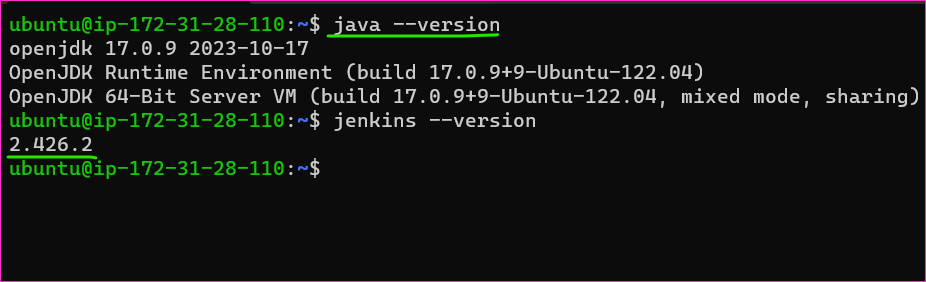 ubuntu@ip-172-31-28-110:~$ java --version
openjdk 17.0.9 2023-10-17
OpenJDK Runtime Environment (build 17.0.9+9-Ubuntu-122.04)
OpenJDK 64-Bit Server VM (build 17.0.9+9-Ubuntu-122.04, mixed mode, sharing)
ubuntu@ip-172-31-28-110:~$ jenkins --version
2.426.2
ubuntu@ip-172-31-28-110:~$